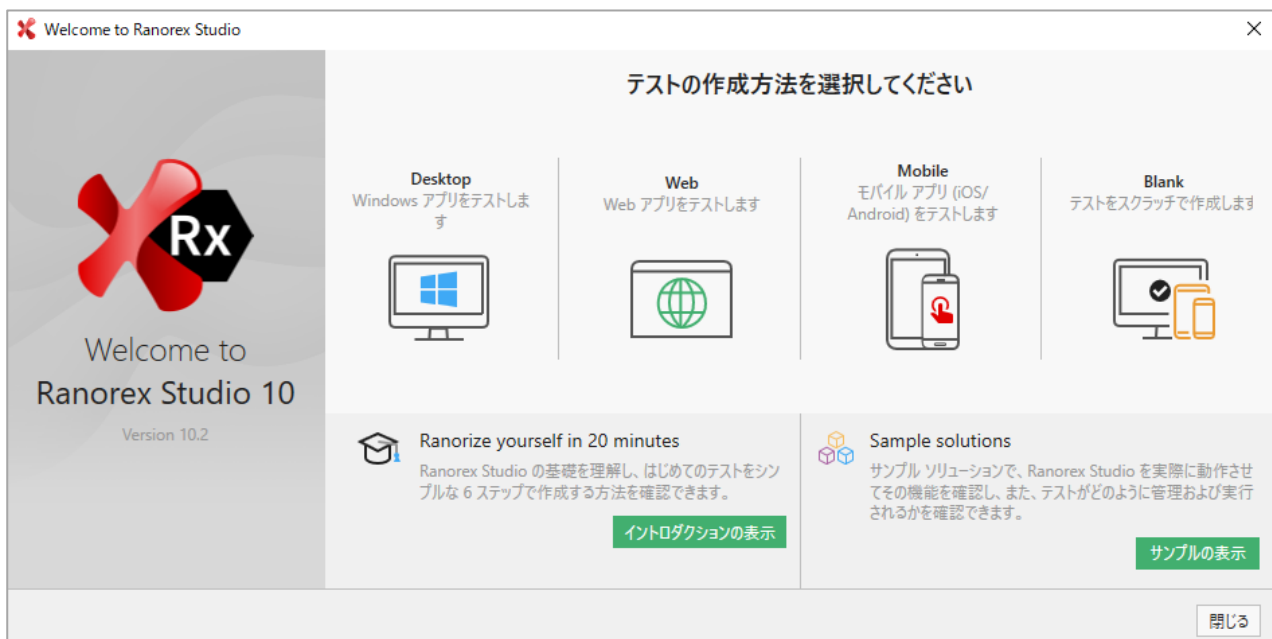 Welcome to Ranorex Studio
テストの作成方法を選択してください
Desktop
Windows アプリをテストしま
す
Web
Web アプリをテストします
Mobile
モバイル アプリ (iOS/
Android) をテストします
Blank
テストをスクラッチで作成します
Rx
Welcome to
Ranorex Studio 10
Version 10.2
Ranorize yourself in 20 minutes
Ranorex Studio の基礎を理解し、はじめてのテストをシン
プルな 6 ステップで作成する方法を確認できます。
イントロダクションの表示
Sample solutions
サンプル ソリューションで、Ranorex Studio を実際に動作させ
てその機能を確認し、また、テストがどのように管理および実行
されるかを確認できます。
サンプルの表示
閉じる